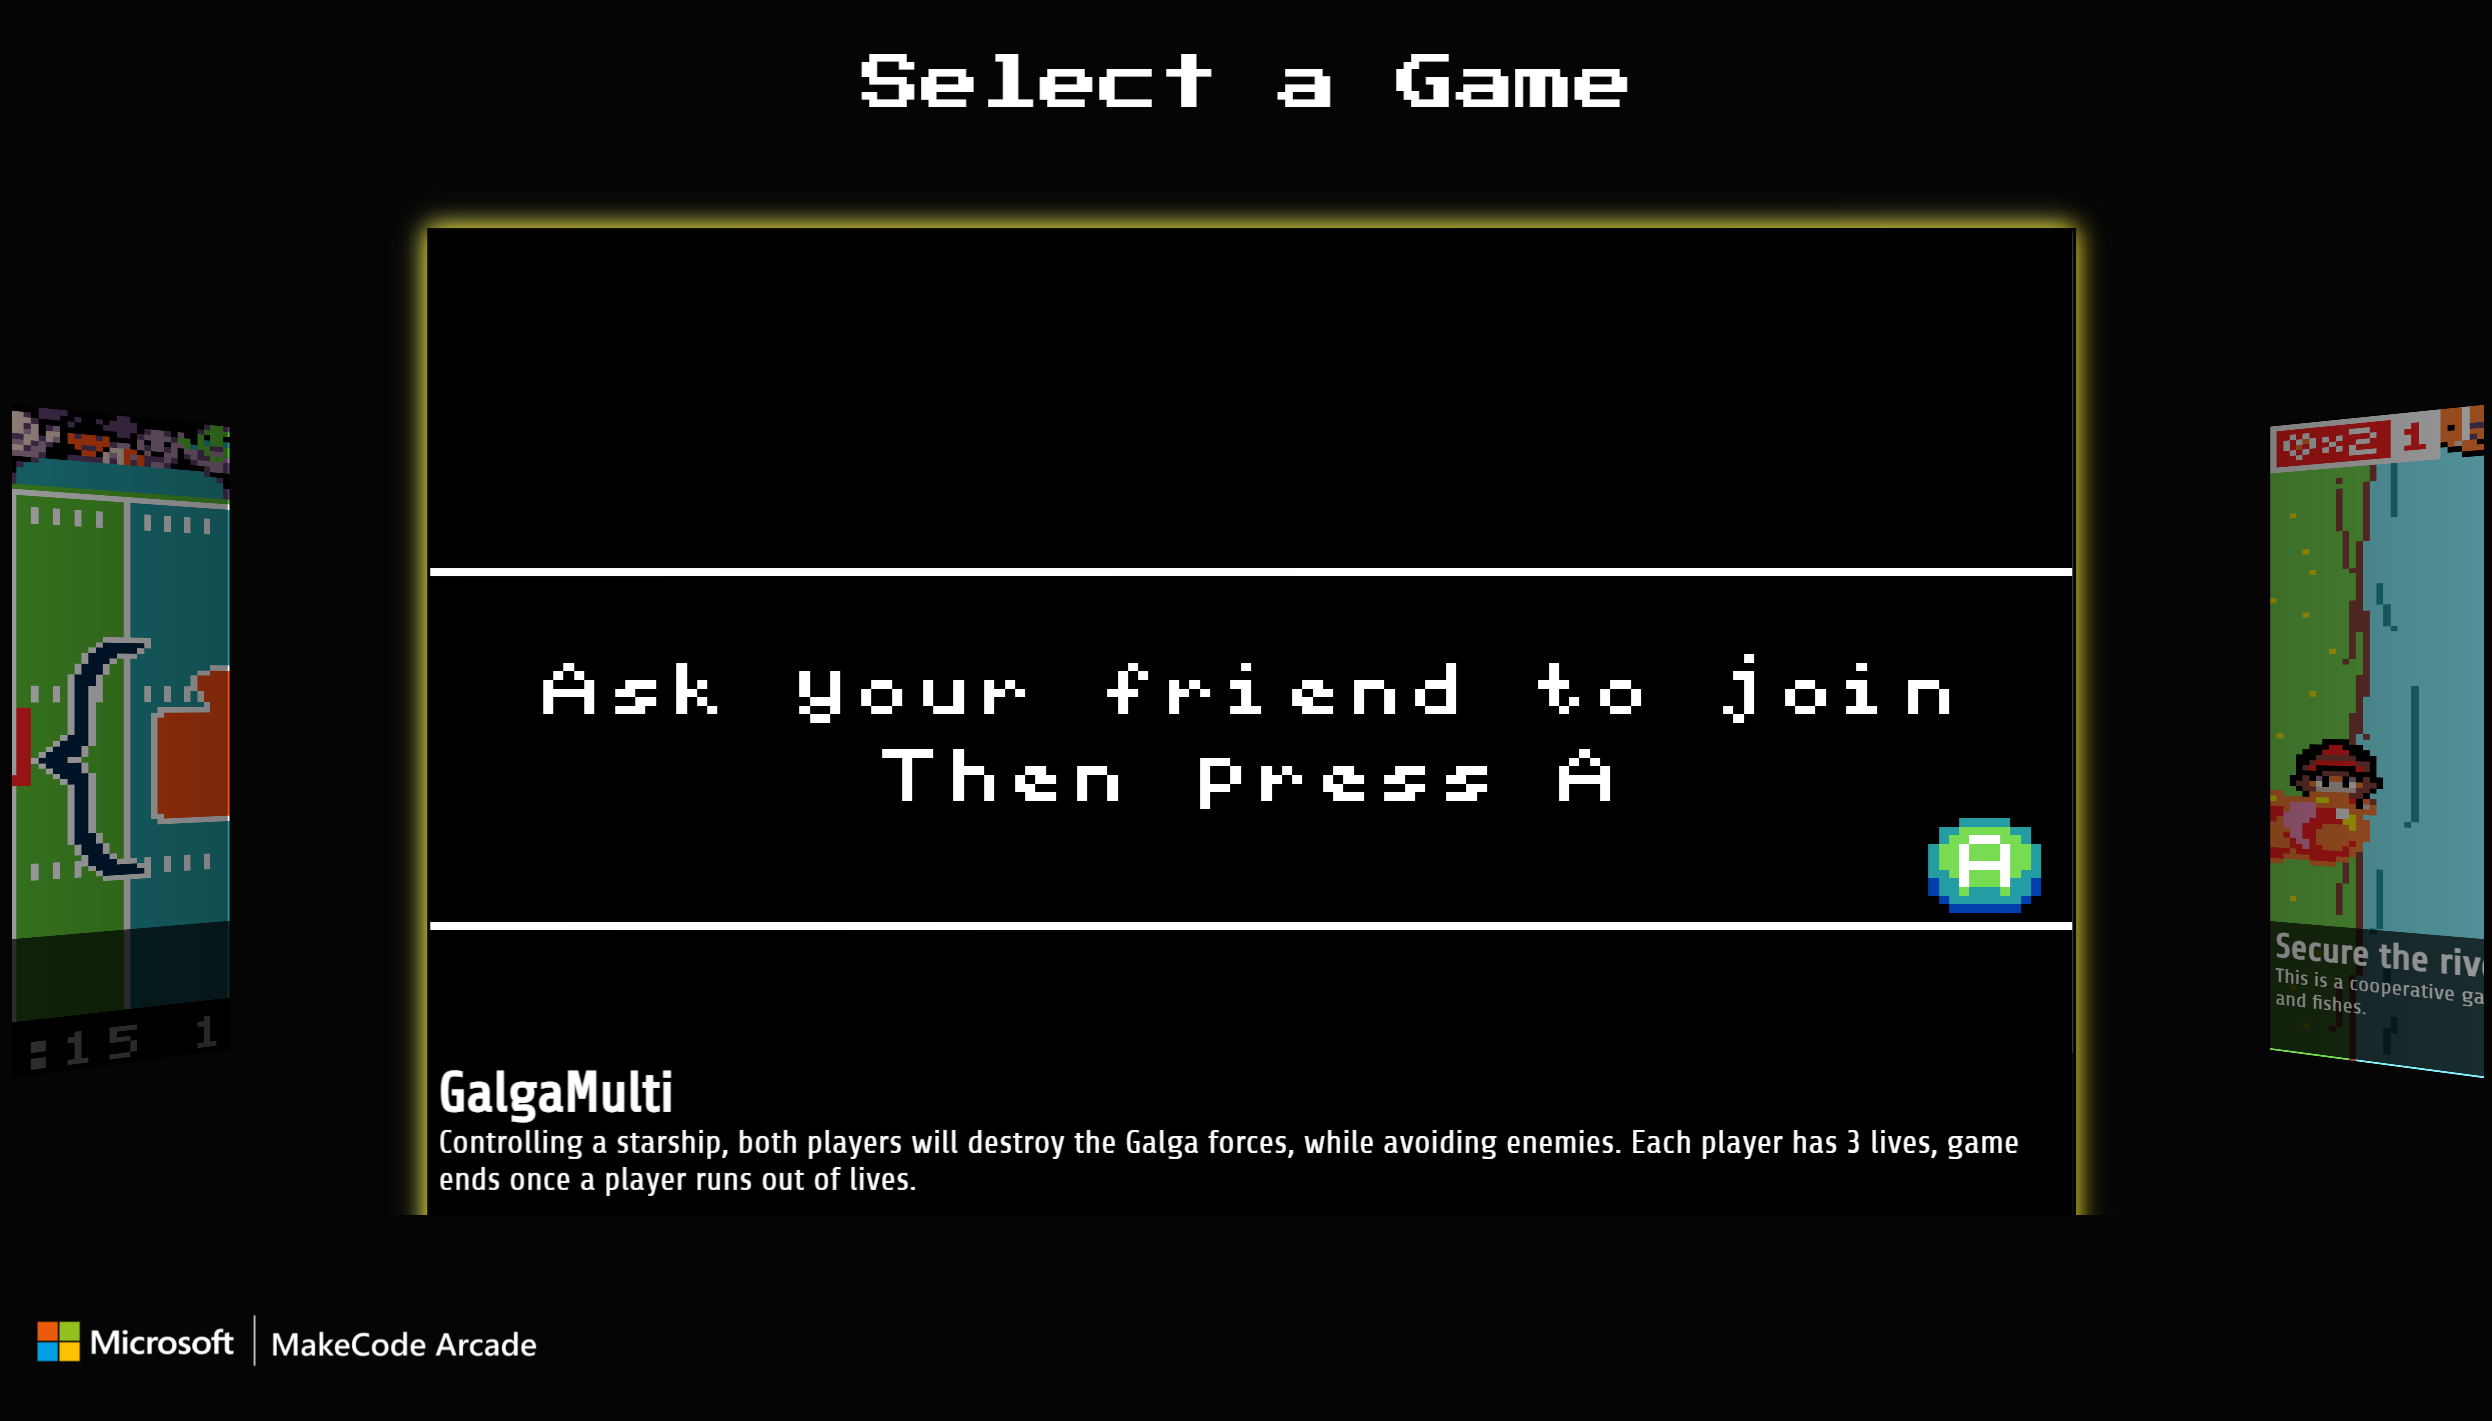 Select a Game
Ask your friend to join
Then press A
A
GalgaMulti
Controlling a starship, both players will destroy the Galga forces, while avoiding enemies. Each player has 3 lives, game
ends once a player runs out of lives.
:15 1
×2 1
Secure the
This is a cooperative
and fishes.
Microsoft | MakeCode Arcade